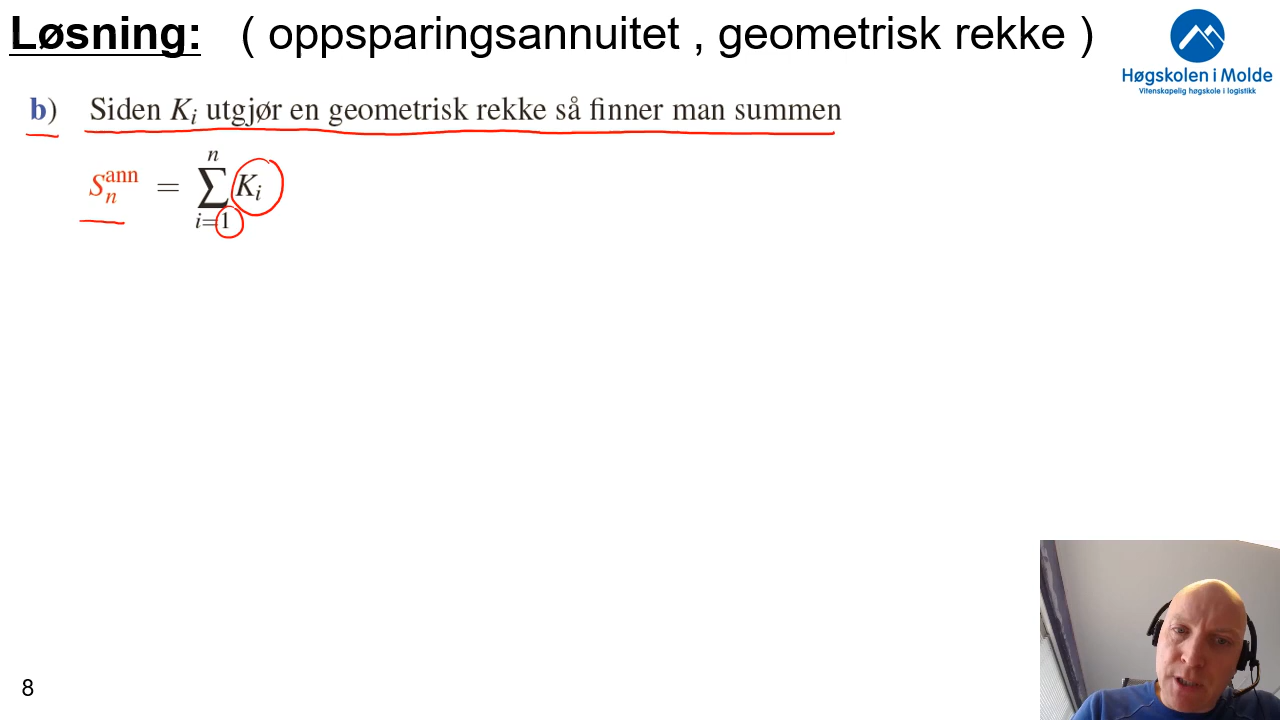 Løsning: ( oppsparingsannuitet , geometrisk rekke )
Høgskolen i Molde
Vitenskapelig høgskole i logistikk
b) Siden K_i utgjør en geometrisk rekke så finner man summen
S_n^ann = ∑_{i=1}^{n} K_i
8